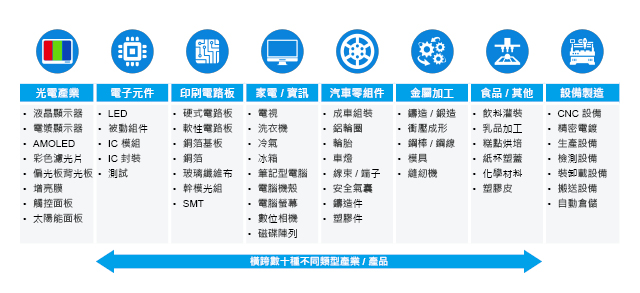 光電產業
• 液晶顯示器
• 電漿顯示器
• AMOLED
• 彩色濾光片
• 偏光板背光板
• 增亮膜
• 觸控面板
• 太陽能面板
電子元件
• LED
• 被動組件
• IC 模組
• IC 封裝
• 測試
印刷電路板
• 硬式電路板
• 軟性電路板
• 銅箔基板
• 銅箔
• 玻璃纖維布
• 幹模光組
• SMT
家電 / 資訊
• 電視
• 洗衣機
• 冷氣
• 冰箱
• 筆記型電腦
• 電腦機殼
• 電腦螢幕
• 數位相機
• 磁碟陣列
汽車零組件
• 成車組裝
• 鋁輪圈
• 輪胎
• 車燈
• 線束 / 端子
• 安全氣囊
• 鑄造件
• 塑膠件
金屬加工
• 鑄造 / 鍛造
• 衝壓成形
• 鋼棒 / 鋼線
• 模具
• 縫紉機
食品 / 其他
• 飲料灌裝
• 乳品加工
• 糕點烘焙
• 紙杯塑蓋
• 化學材料
• 塑膠皮
設備製造
• CNC 設備
• 精密電鍍
• 生產設備
• 檢測設備
• 裝卸載設備
• 搬送設備
• 自動倉儲
橫跨數十種不同類型產業 / 產品